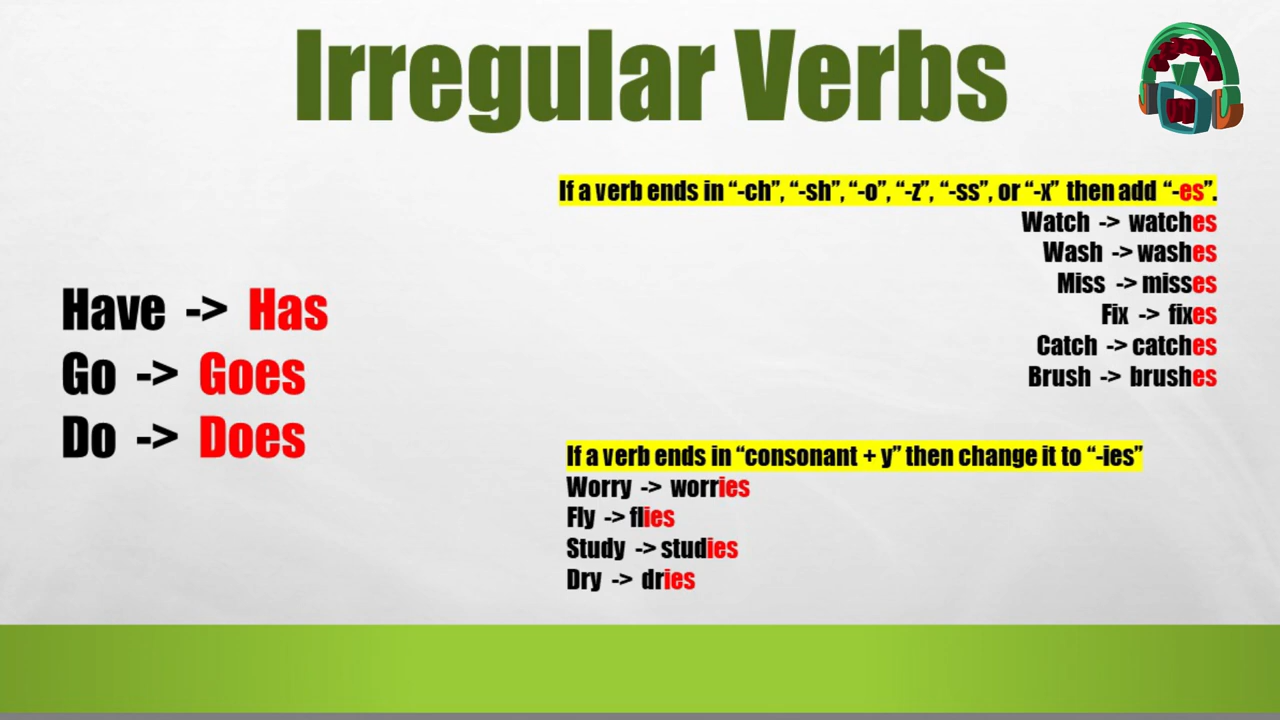 Irregular Verbs
Have -> Has
Go -> Goes
Do -> Does
If a verb ends in “-ch”, “-sh”, “-o”, “-z”, “-ss”, or “-x” then add “-es”.
Watch -> watches
Wash -> washes
Miss -> misses
Fix -> fixes
Catch -> catches
Brush -> brushes
If a verb ends in “consonant + y” then change it to “-ies”
Worry -> worries
Fly -> flies
Study -> studies
Dry -> dries